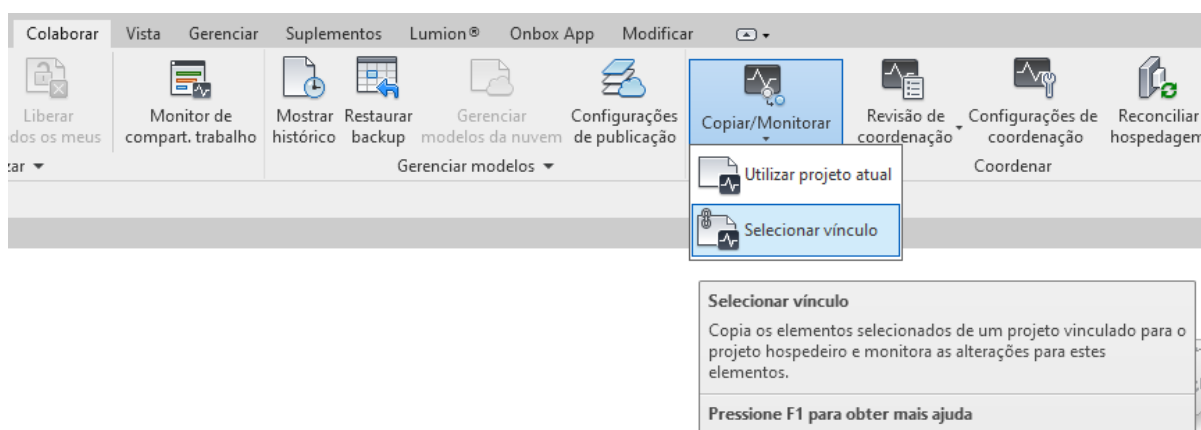 Colaborar Vista Gerenciar Suplementos Lumion® Onbox App Modificar
Liberar
dos os meus
Monitor de
compart. trabalho
Mostrar
histórico
Restaurar
backup
Gerenciar
modelos da nuvem
Configurações
de publicação
Copiar/Monitorar
Revisão de
coordenação
Configurações de
coordenação
Reconciliar
hospedagem
zar
Gerenciar modelos
Coordenar
Utilizar projeto atual
Selecionar vínculo
Selecionar vínculo
Copia os elementos selecionados de um projeto vinculado para o
projeto hospedeiro e monitora as alterações para estes
elementos.
Pressione F1 para obter mais ajuda